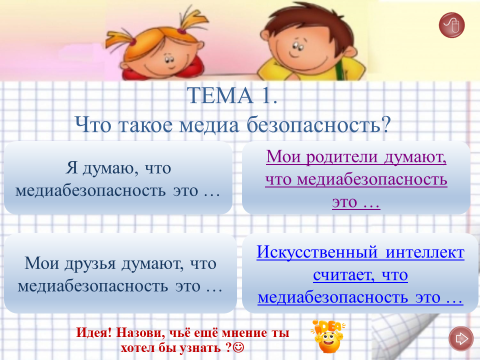 ТЕМА 1.
Что такое медиа безопасность?
Я думаю, что
медиабезопасность это …
Мои родители думают,
что медиабезопасность
это …
Мои друзья думают, что
медиабезопасность это …
Искусственный интеллект
считает, что
медиабезопасность это …
Идея! Назови, чьё ещё мнение ты
хотел бы узнать ?☺